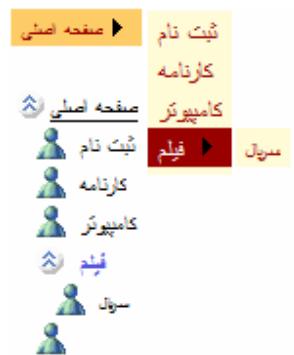 صفحه اصلی
ثبت نام
کارنامه
کامپیوتر
فیلم
سریال
صفحه اصلی
ثبت نام
کارنامه
کامپیوتر
فیلم
سریال